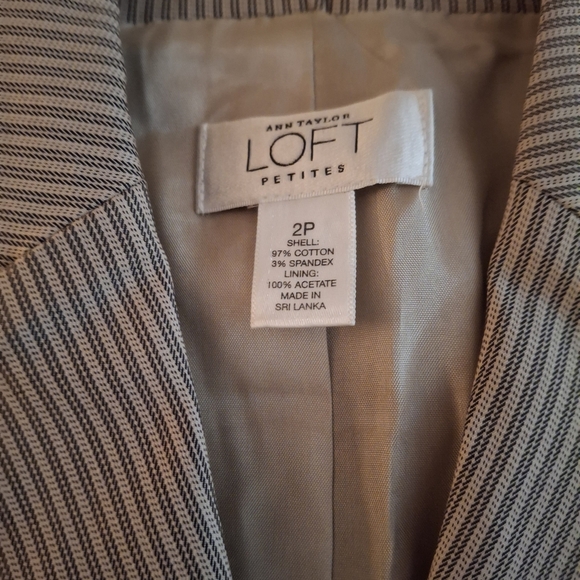 ANN TAYLOR
LOFT
PETITES
2P
SHELL:
97% COTTON
3% SPANDEX
LINING:
100% ACETATE
MADE IN
SRI LANKA